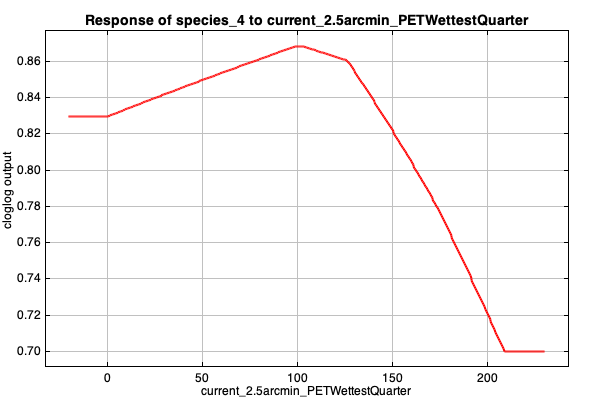 Response of species_4 to current_2.5arcmin_PETWettestQuarter
cloglog output
0.86
0.84
0.82
0.80
0.78
0.76
0.74
0.72
0.70
0 50 100 150 200
current_2.5arcmin_PETWettestQuarter